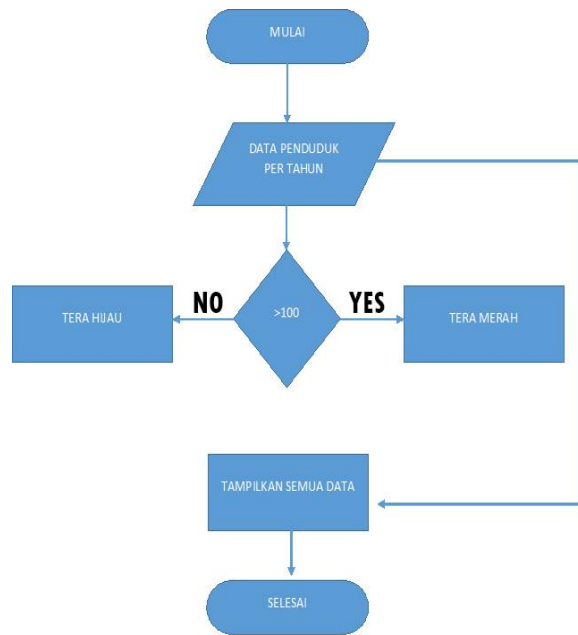 MULAI
DATA PENDUDUK
PER TAHUN
TERA HIJAU
NO
>100
YES
TERA MERAH
TAMPILKAN SEMUA DATA
SELESAI